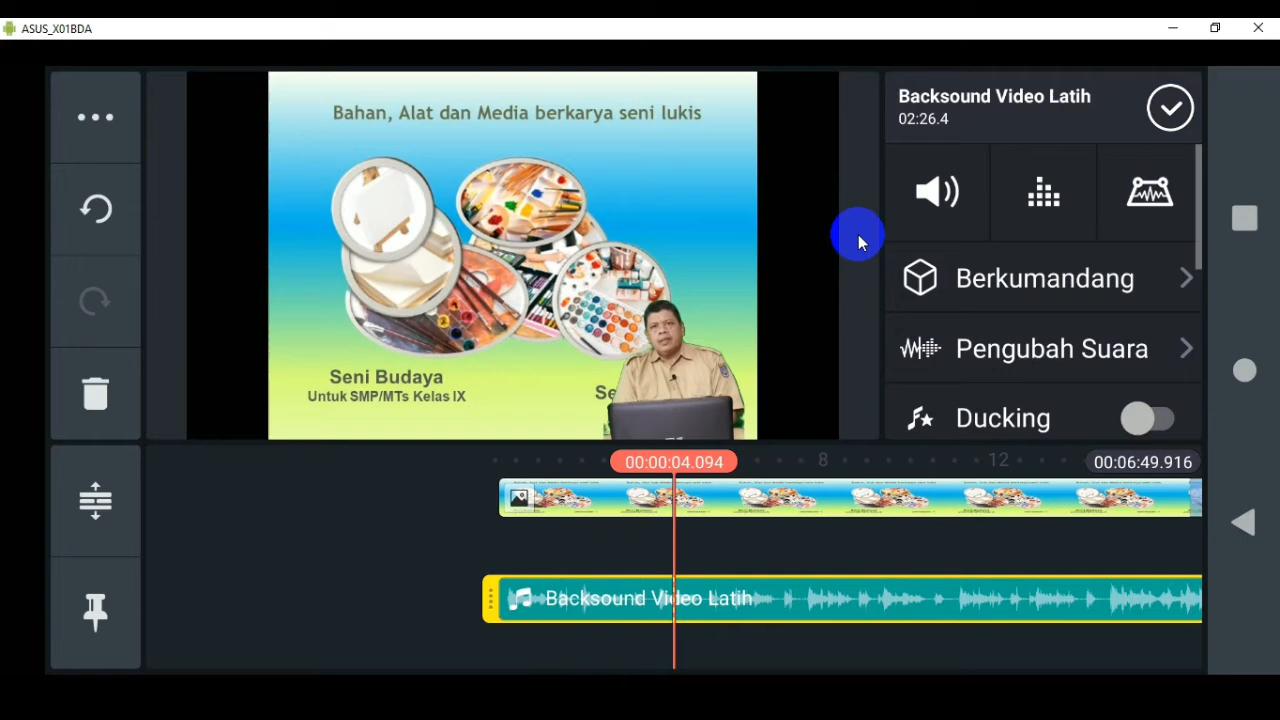 ASUS_X01BDA
Bahan, Alat dan Media berkarya seni lukis
Seni Budaya
Untuk SMP/MTs Kelas IX
Se
Backsound Video Latih
02:26.4
Berkumandang
Pengubah Suara
Ducking
00:00:04.094
8
12
00:06:49.916
Backsound Video Latih